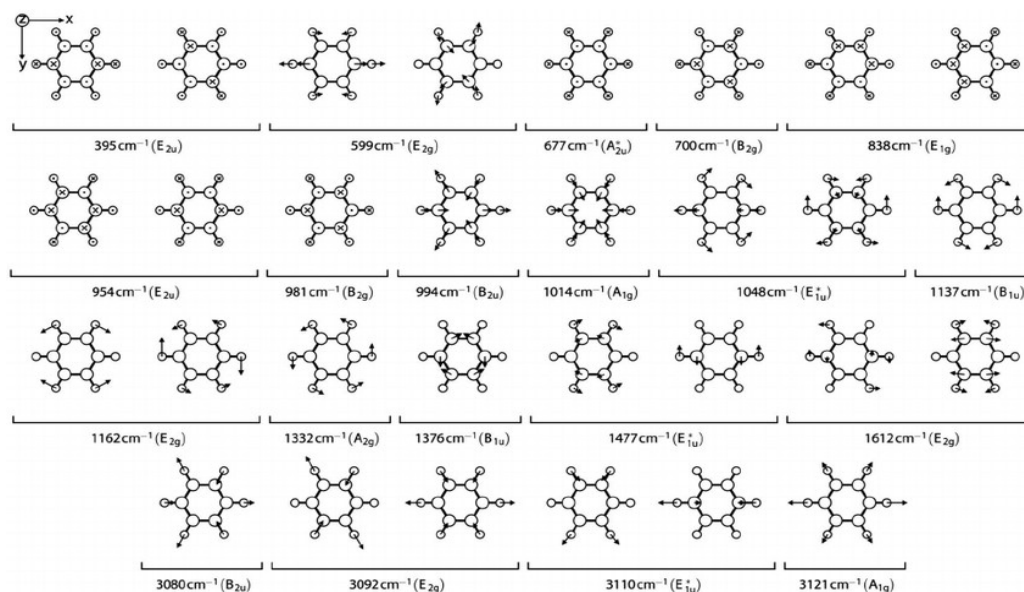 z x
y
395 cm⁻¹ (E₂ᵤ) 599 cm⁻¹ (E₂g) 677 cm⁻¹ (A*₂ᵤ) 700 cm⁻¹ (B₂g) 838 cm⁻¹ (E₁g)
954 cm⁻¹ (E₂ᵤ) 981 cm⁻¹ (B₂g) 994 cm⁻¹ (B₂ᵤ) 1014 cm⁻¹ (A₁g) 1048 cm⁻¹ (E*₁ᵤ) 1137 cm⁻¹ (B₁ᵤ)
1162 cm⁻¹ (E₂g) 1332 cm⁻¹ (A₂g) 1376 cm⁻¹ (B₁ᵤ) 1477 cm⁻¹ (E*₁ᵤ) 1612 cm⁻¹ (E₂g)
3080 cm⁻¹ (B₂ᵤ) 3092 cm⁻¹ (E₂g) 3110 cm⁻¹ (E*₁ᵤ) 3121 cm⁻¹ (A₁g)